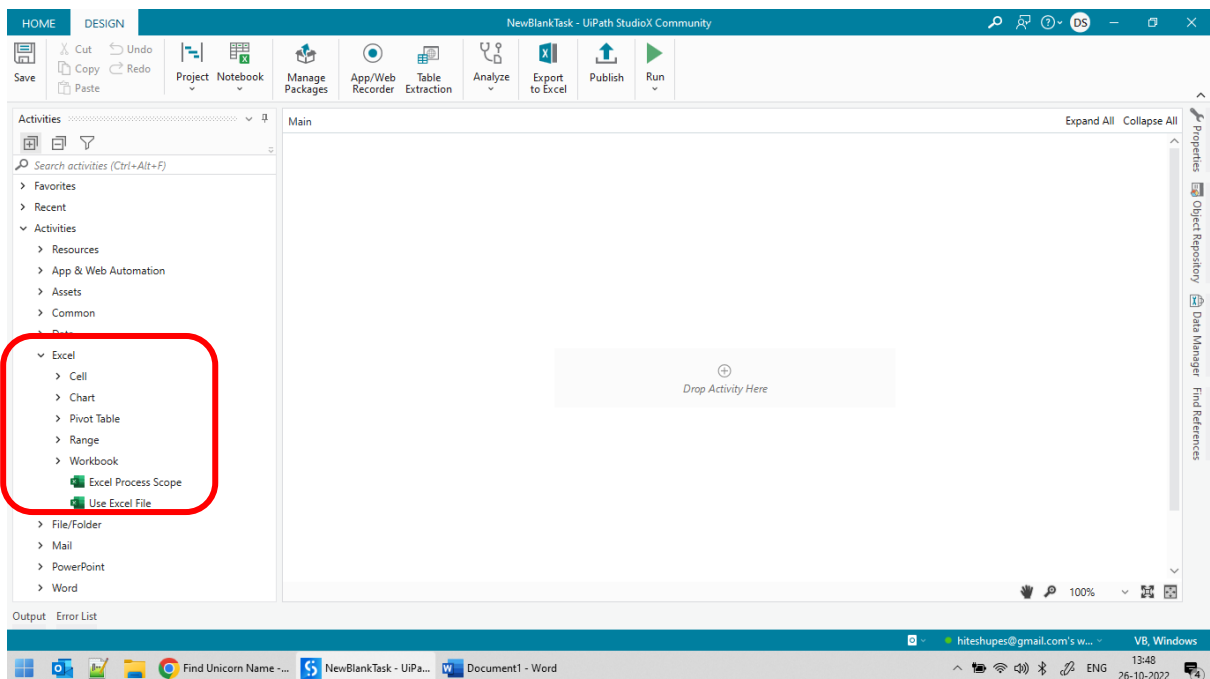 HOME DESIGN NewBlankTask - UiPath StudioX Community DS
Save Cut Undo
Copy Redo
Paste
Project Notebook
Manage Packages
App/Web Recorder
Table Extraction
Analyze
Export to Excel
Publish
Run
Activities
Search activities (Ctrl+Alt+F)
Favorites
Recent
Activities
Resources
App & Web Automation
Assets
Common
Data
Excel
Cell
Chart
Pivot Table
Range
Workbook
Excel Process Scope
Use Excel File
File/Folder
Mail
PowerPoint
Word
Main Expand All Collapse All
Drop Activity Here
100%
Properties
Object Repository
Data Manager
Find References
Output Error List
hiteshupes@gmail.com's w... VB, Windows
Find Unicorn Name -... NewBlankTask - UiPa... Document1 - Word ENG 13:48
26-10-2022
4